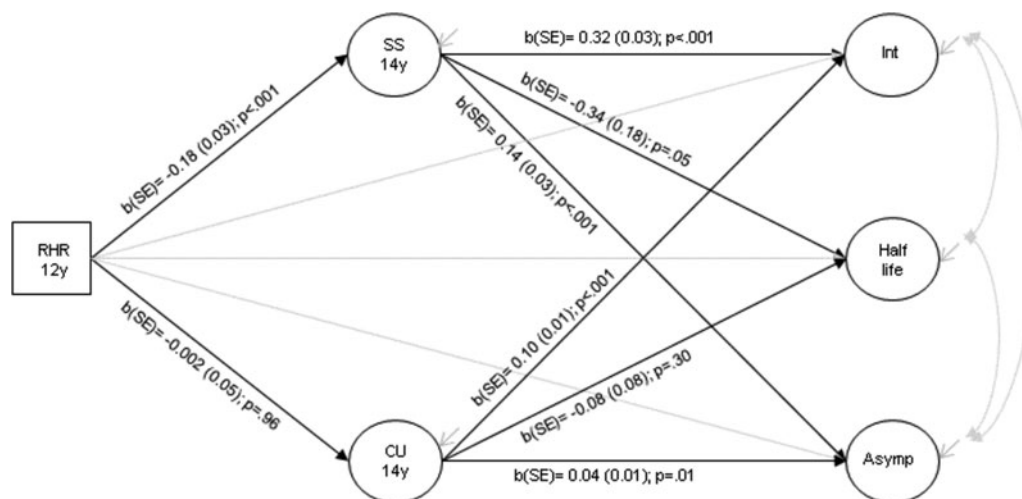 SS
14y
b(SE)= 0.32 (0.03); p<.001
Int
b(SE)= -0.18 (0.03); p<.001
b(SE)= -0.34 (0.18); p=.05
b(SE)= 0.14 (0.03); p<.001
RHR
12y
Half
life
b(SE)= -0.002 (0.05); p=.96
b(SE)= 0.10 (0.01); p<.001
b(SE)= -0.08 (0.08); p=.30
CU
14y
b(SE)= 0.04 (0.01); p=.01
Asymp